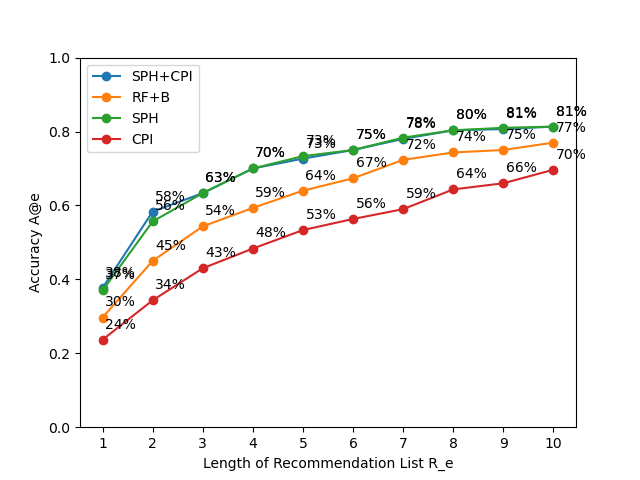 1.0
0.8
0.6
0.4
0.2
0.0
Accuracy A@e
SPH+CPI
RF+B
SPH
CPI
38% 58% 63% 70% 73% 75% 78% 80% 81% 81%
30% 45% 54% 59% 64% 67% 72% 74% 75% 77%
37% 56% 63% 70% 73% 75% 78% 80% 81% 81%
24% 34% 43% 48% 53% 56% 59% 64% 66% 70%
1 2 3 4 5 6 7 8 9 10
Length of Recommendation List R_e